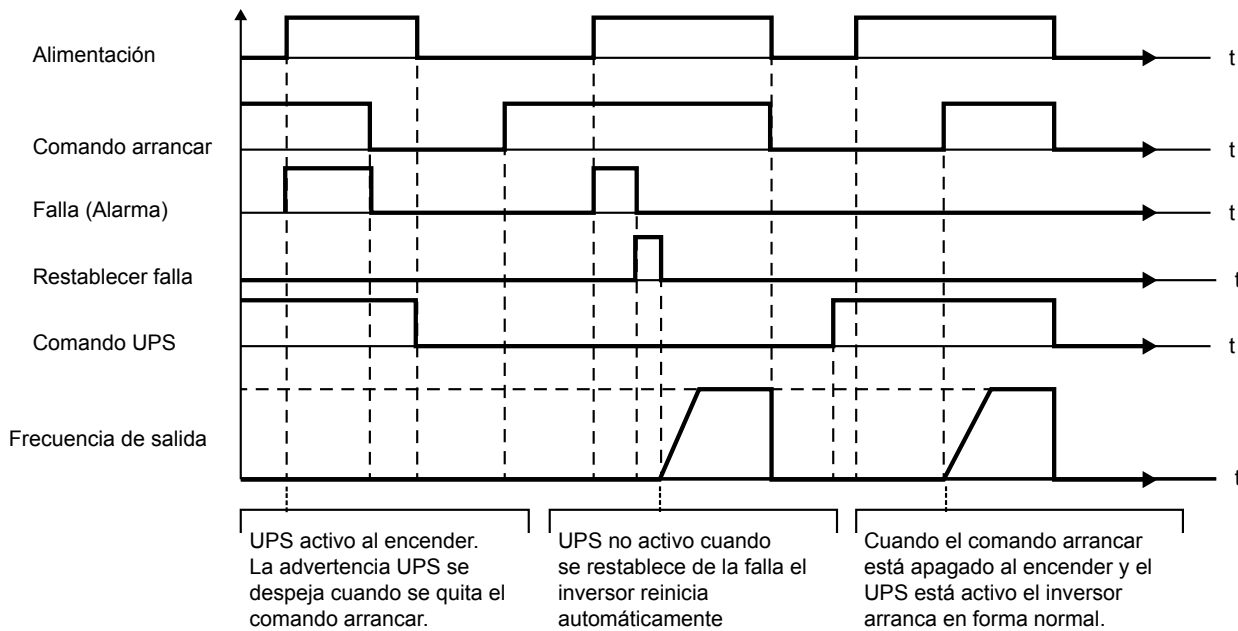 Alimentación
t
Comando arrancar
t
Falla (Alarma)
t
Restablecer falla
t
Comando UPS
t
Frecuencia de salida
t
UPS activo al encender.
La advertencia UPS se
despeja cuando se quita el
comando arrancar.
UPS no activo cuando
se restablece de la falla el
inversor reinicia
automáticamente
Cuando el comando arrancar
está apagado al encender y el
UPS está activo el inversor
arranca en forma normal.